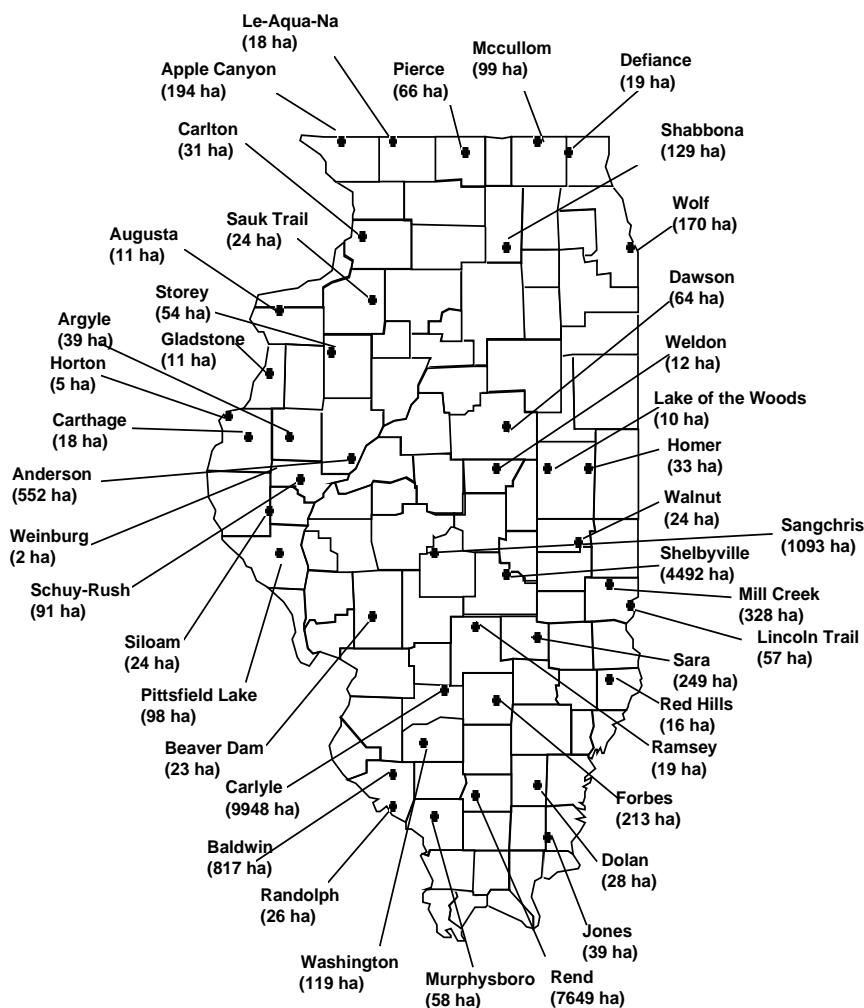 Le-Aqua-Na
(18 ha)
Mccullom
(99 ha)
Apple Canyon
(194 ha)
Pierce
(66 ha)
Defiance
(19 ha)
Carlton
(31 ha)
Shabbona
(129 ha)
Sauk Trail
(24 ha)
Wolf
(170 ha)
Augusta
(11 ha)
Storey
(54 ha)
Dawson
(64 ha)
Argyle
(39 ha)
Gladstone
(11 ha)
Weldon
(12 ha)
Horton
(5 ha)
Lake of the Woods
(10 ha)
Carthage
(18 ha)
Homer
(33 ha)
Anderson
(552 ha)
Walnut
(24 ha)
Weinburg
(2 ha)
Sangchris
(1093 ha)
Shelbyville
(4492 ha)
Schuy-Rush
(91 ha)
Mill Creek
(328 ha)
Siloam
(24 ha)
Lincoln Trail
(57 ha)
Sara
(249 ha)
Pittsfield Lake
(98 ha)
Red Hills
(16 ha)
Beaver Dam
(23 ha)
Ramsey
(19 ha)
Carlyle
(9948 ha)
Forbes
(213 ha)
Baldwin
(817 ha)
Dolan
(28 ha)
Randolph
(26 ha)
Jones
(39 ha)
Washington
(119 ha)
Murphysboro
(58 ha)
Rend
(7649 ha)